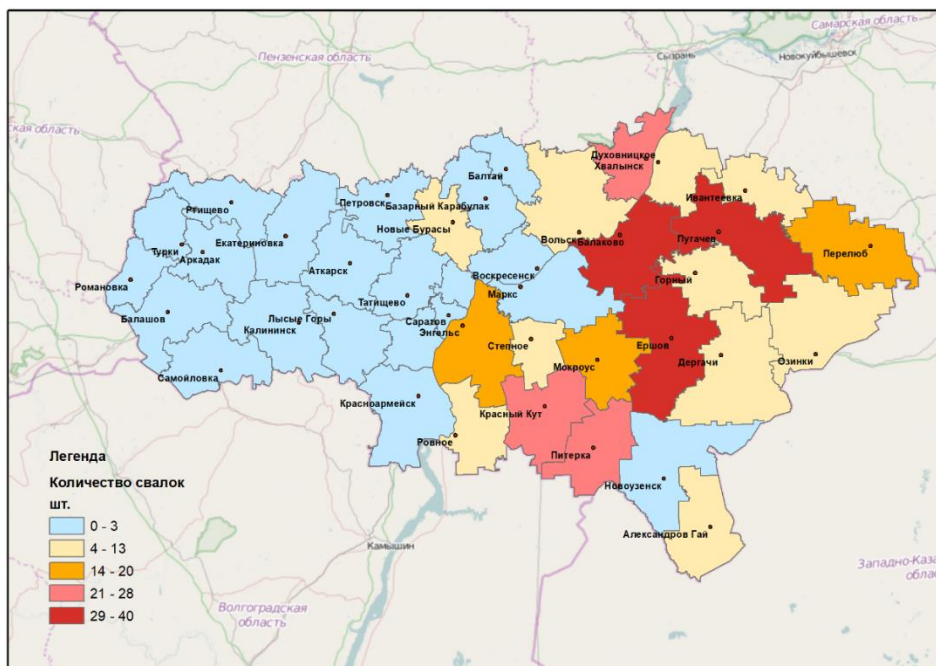 Самарская область
Новокуйбышевск
Пензенская область
Сызрань
ская область
Духовницкое
Хвалынск
Балтай
Петровск
Базарный Карабулак
Ивантеевка
Ртищево
Новые Бурасы
Вольск
Балаково
Пугачев
Турки
Аркадак
Екатериновка
Перелюб
Аткарск
Воскресенск
Горный
Романовка
Маркс
Татищево
Балашов
Лысые Горы
Калининск
Саратов
Энгельс
Степное
Ершов
Дергачи
Озинки
Мокроус
Самойловка
Красноармейск
Красный Кут
Ровное
Питерка
Новоузенск
Александров Гай
Камышин
Западно-Каза
обла
Волгоградская
область
Легенда
Количество свалок
шт.
0 - 3
4 - 13
14 - 20
21 - 28
29 - 40